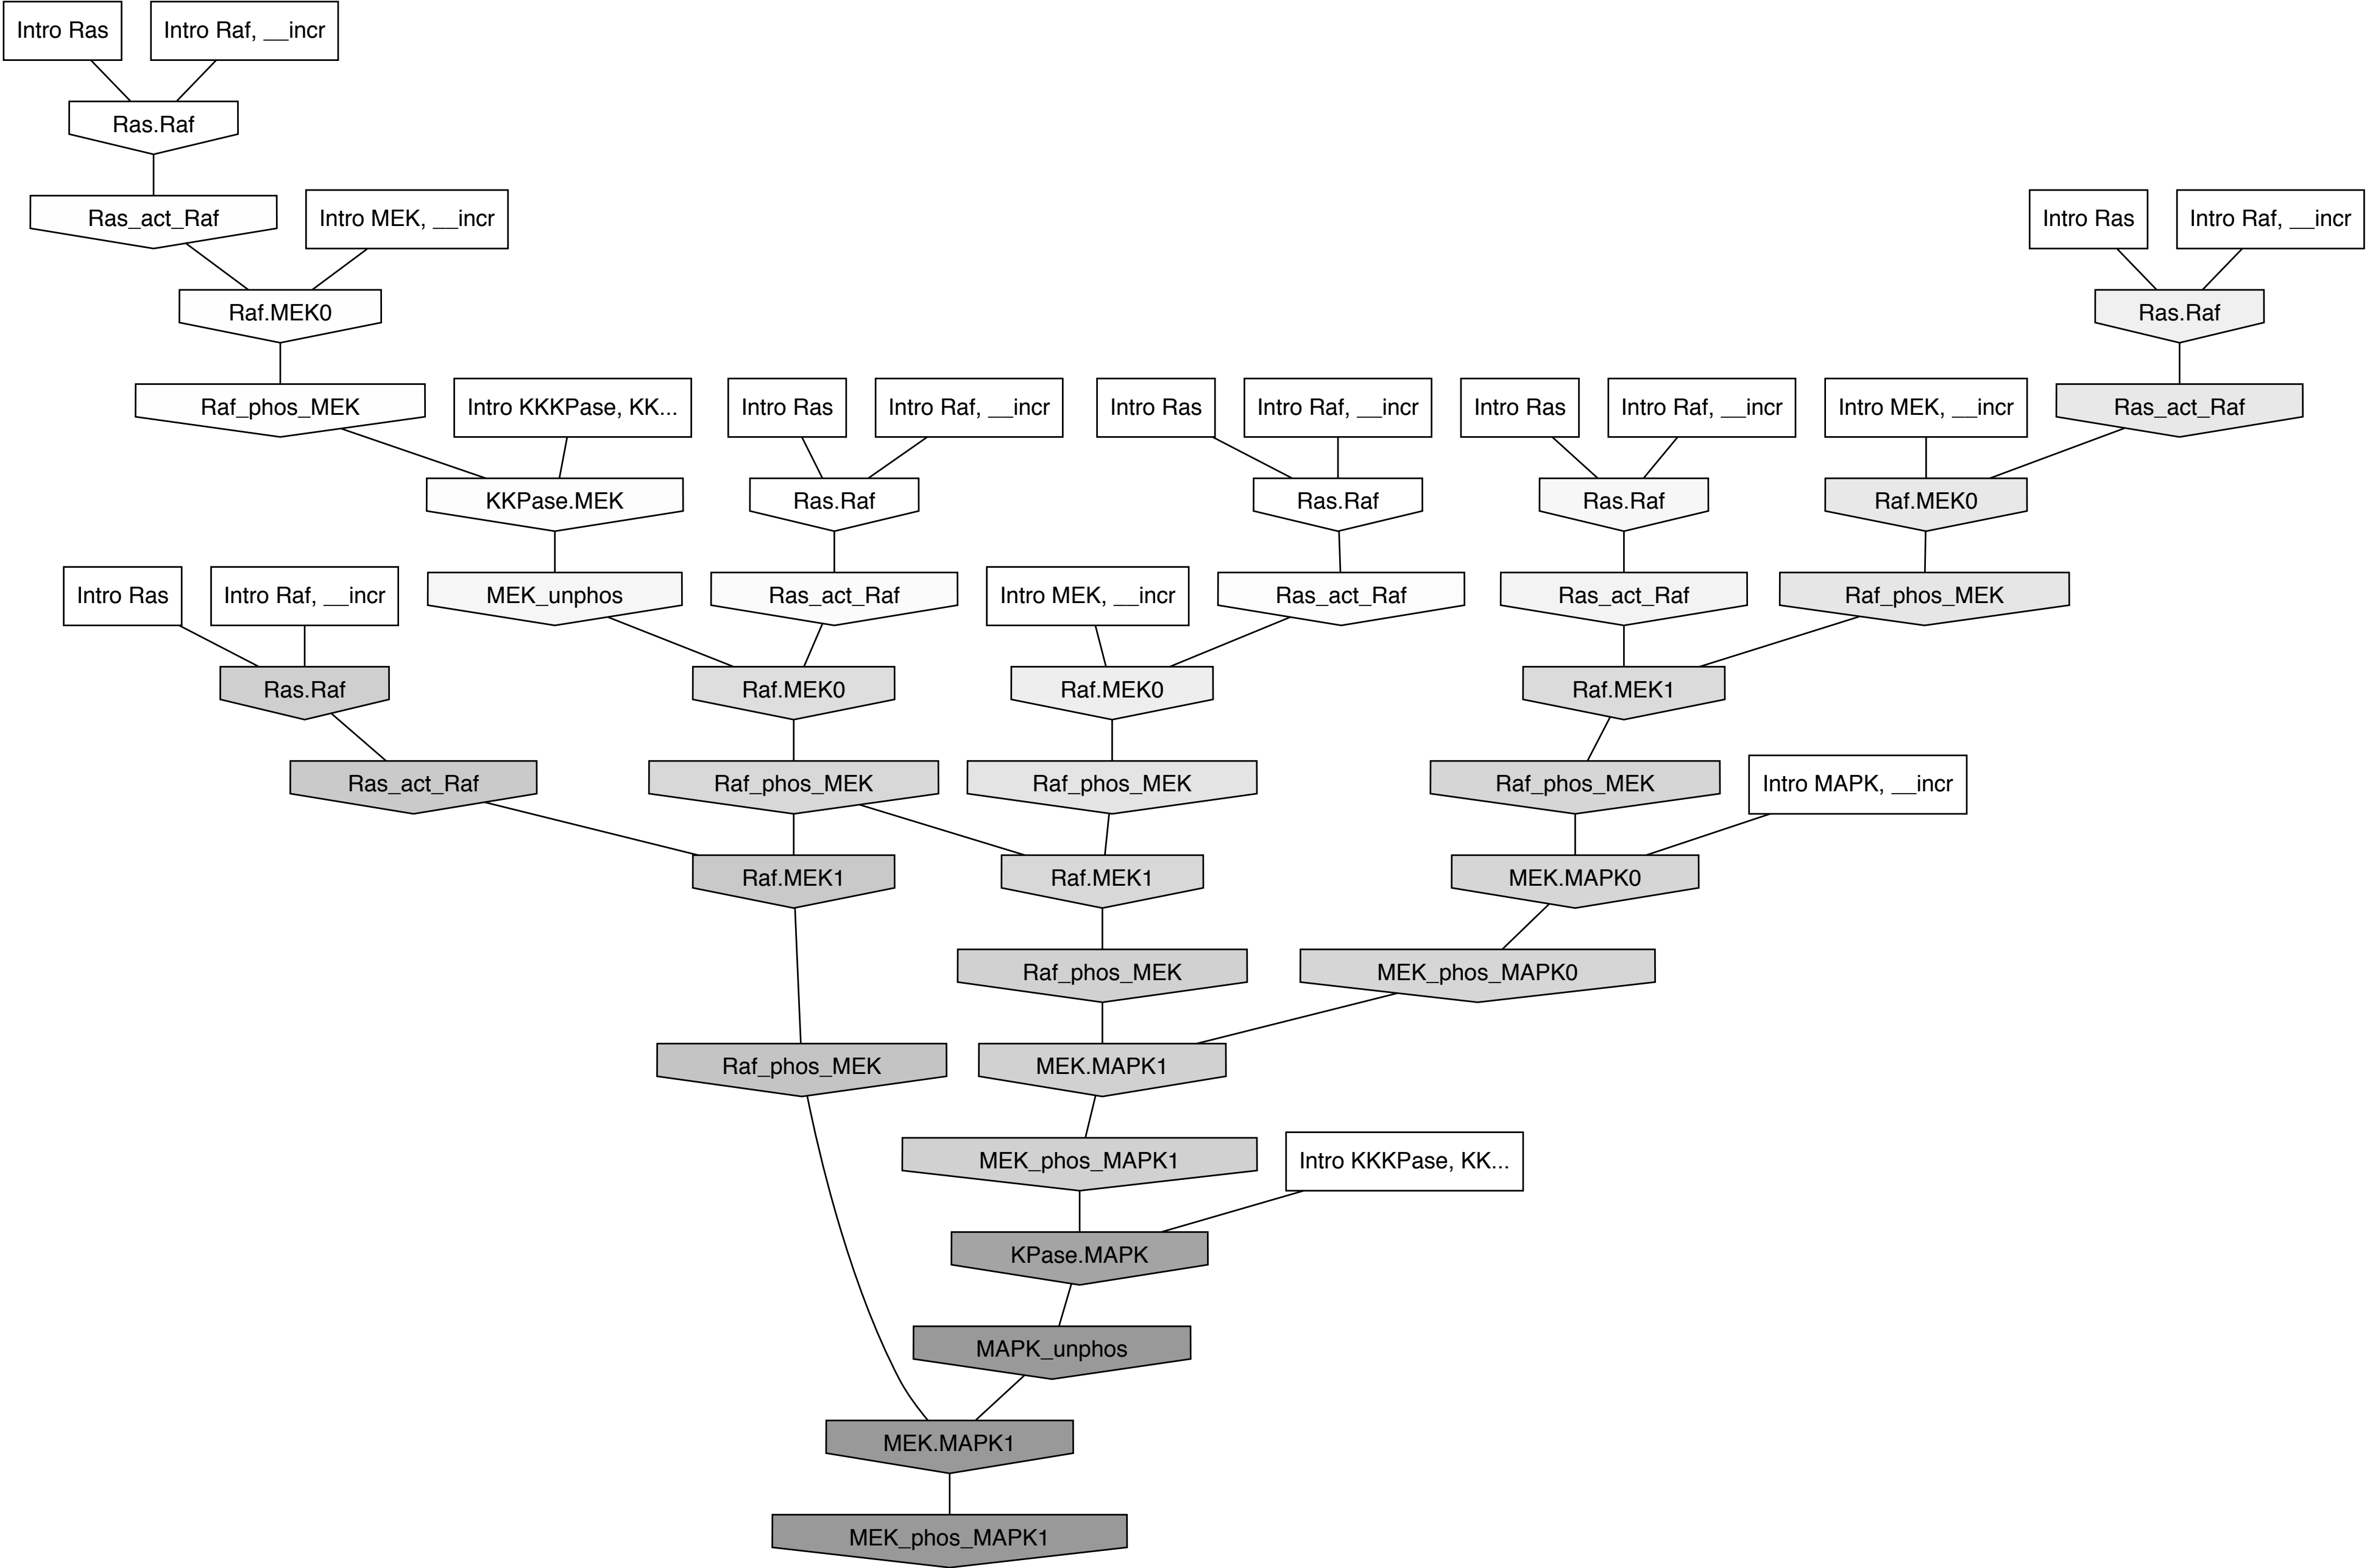 Intro Ras
Intro Raf, __incr
Ras.Raf
Ras_act_Raf
Intro MEK, __incr
Intro Ras
Intro Raf, __incr
Raf.MEK0
Ras.Raf
Raf_phos_MEK
Intro KKKPase, KK...
Intro Ras
Intro Raf, __incr
Intro Ras
Intro Raf, __incr
Intro Ras
Intro Raf, __incr
Intro MEK, __incr
Ras_act_Raf
KKPase.MEK
Ras.Raf
Ras.Raf
Ras.Raf
Raf.MEK0
Intro Ras
Intro Raf, __incr
MEK_unphos
Ras_act_Raf
Intro MEK, __incr
Ras_act_Raf
Ras_act_Raf
Raf_phos_MEK
Ras.Raf
Raf.MEK0
Raf.MEK0
Raf.MEK1
Ras_act_Raf
Raf_phos_MEK
Raf_phos_MEK
Raf_phos_MEK
Intro MAPK, __incr
Raf.MEK1
Raf.MEK1
MEK.MAPK0
Raf_phos_MEK
MEK_phos_MAPK0
Raf_phos_MEK
MEK.MAPK1
MEK_phos_MAPK1
Intro KKKPase, KK...
KPase.MAPK
MAPK_unphos
MEK.MAPK1
MEK_phos_MAPK1